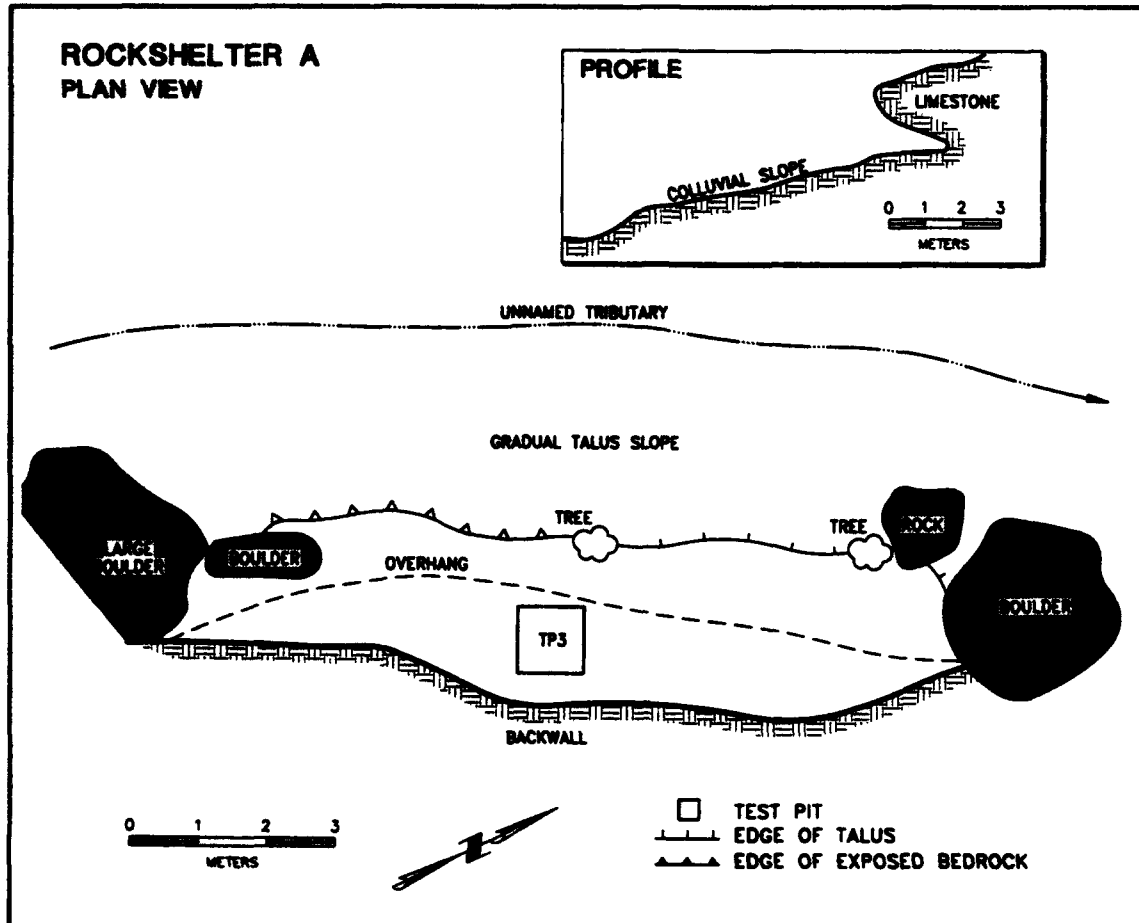 ROCKSHELTER A
PLAN VIEW
PROFILE
LIMESTONE
COLLUVIAL SLOPE
0 1 2 3
METERS
UNNAMED TRIBUTARY
GRADUAL TALUS SLOPE
TREE
TREE
ROCK
LARGE
BOULDER
BOULDER
OVERHANG
BOULDER
TP3
BACKWALL
0 1 2 3
METERS
N
TEST PIT
EDGE OF TALUS
EDGE OF EXPOSED BEDROCK